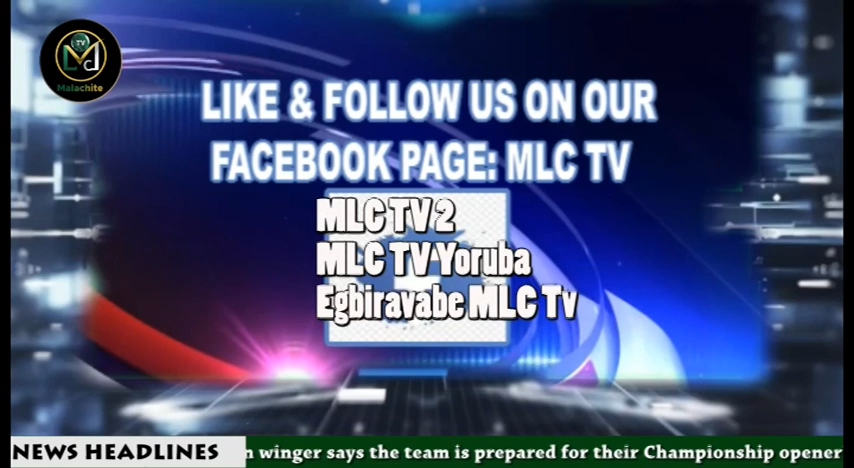 TV
Malachite
LIKE & FOLLOW US ON OUR
FACEBOOK PAGE: MLC TV
MLC TV 2
MLC TV Yoruba
Egbiravabe MLC Tv
NEWS HEADLINES
winger says the team is prepared for their Championship opener